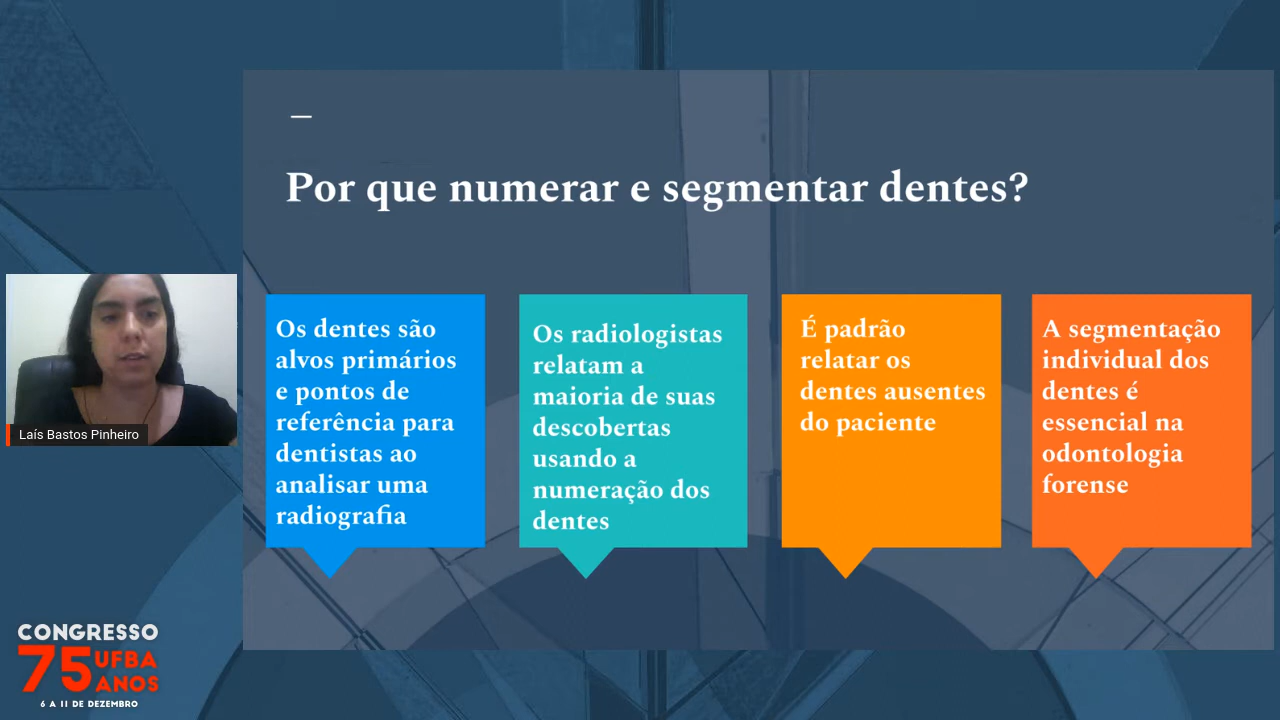 Por que numerar e segmentar dentes?
Os dentes são
alvos primários
e pontos de
referência para
dentistas ao
analisar uma
radiografia
Os radiologistas
relatam a
maioria de suas
descobertas
usando a
numeração dos
dentes
É padrão
relatar os
dentes ausentes
do paciente
A segmentação
individual dos
dentes é
essencial na
odontologia
forense
Laís Bastos Pinheiro
CONGRESSO
75 UFBA
ANOS
6 A 11 DE DEZEMBRO